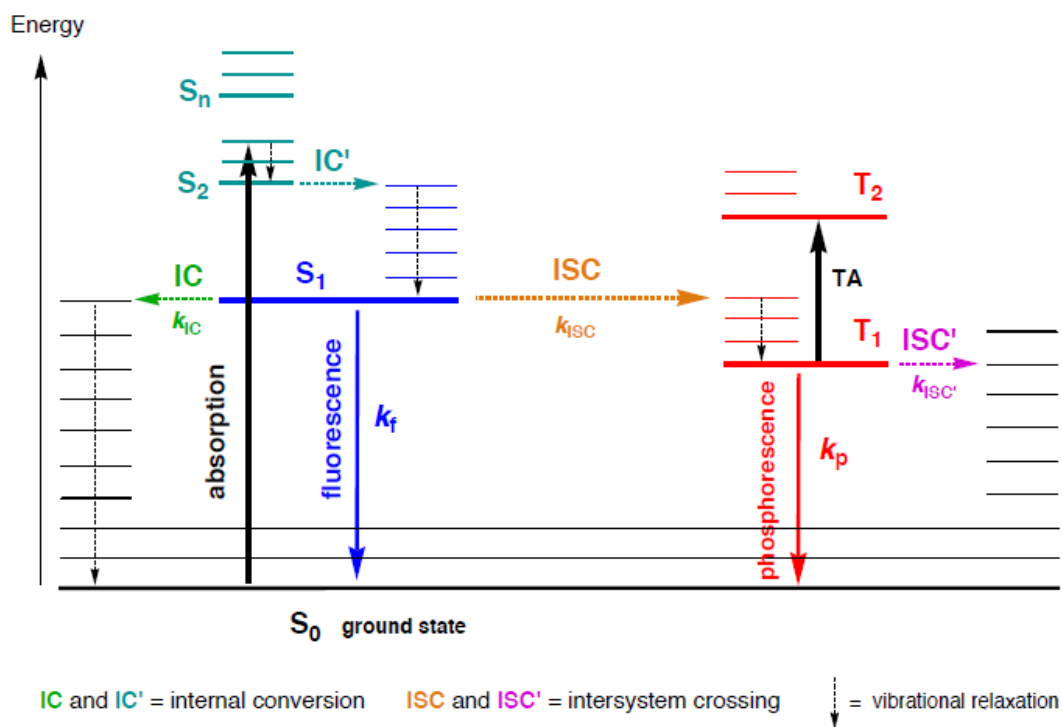 Energy
Sn
S2
IC'
T2
IC
S1
ISC
TA
kIC
kISC
T1
ISC'
kISC'
absorption
fluorescence
kf
phosphorescence
kp
S0 ground state
IC and IC' = internal conversion ISC and ISC' = intersystem crossing = vibrational relaxation